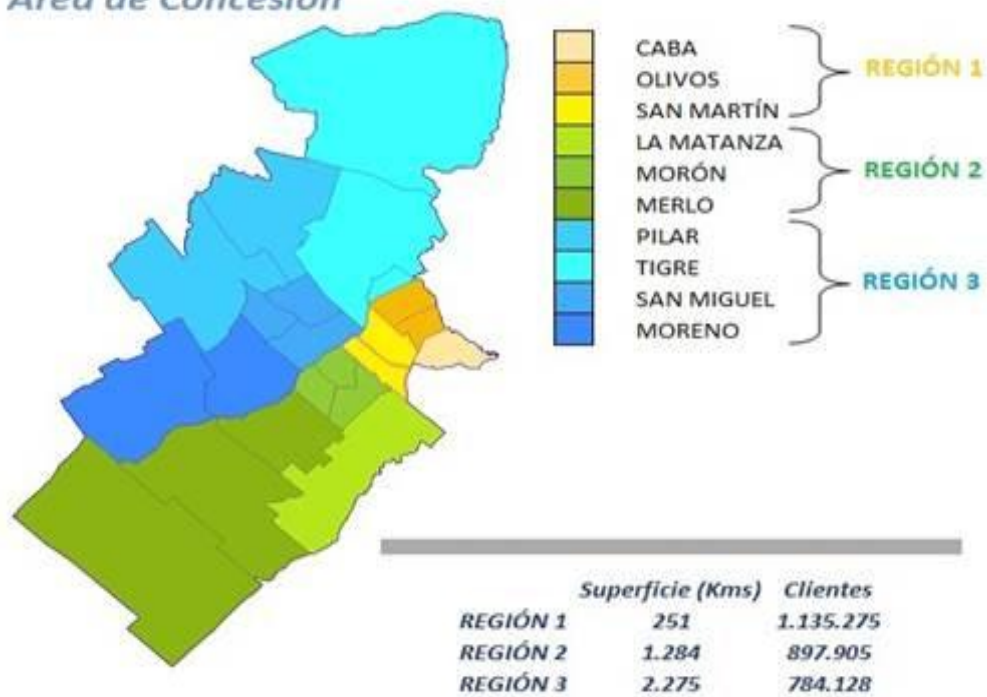 Área de Concesión
CABA
OLIVOS
SAN MARTÍN
REGIÓN 1
LA MATANZA
MORÓN
MERLO
REGIÓN 2
PILAR
TIGRE
SAN MIGUEL
MORENO
REGIÓN 3
Superficie (Kms) Clientes
REGIÓN 1 251 1.135.275
REGIÓN 2 1.284 897.905
REGIÓN 3 2.275 784.128